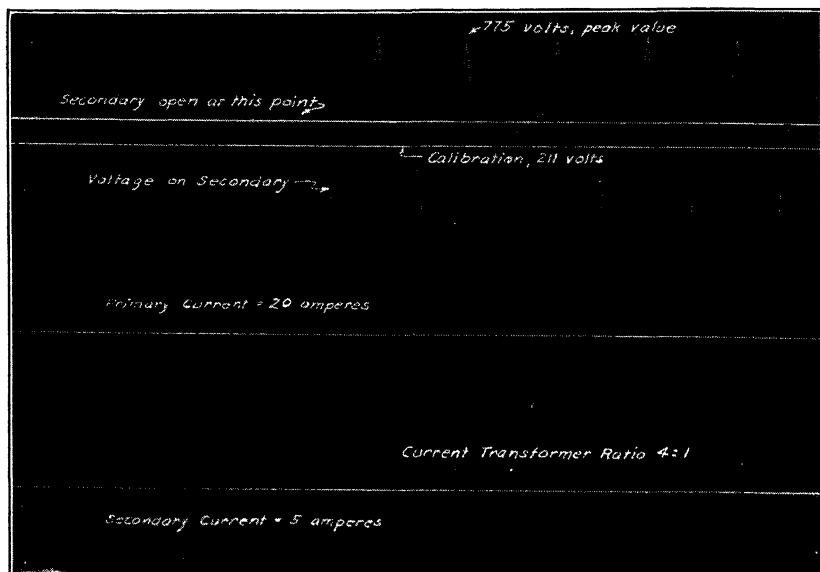 775 volts, peak value
Secondary open at this point
Calibration, 211 volts
Voltage on Secondary
Primary Current = 20 amperes
Current Transformer Ratio 4:1
Secondary Current = 5 amperes